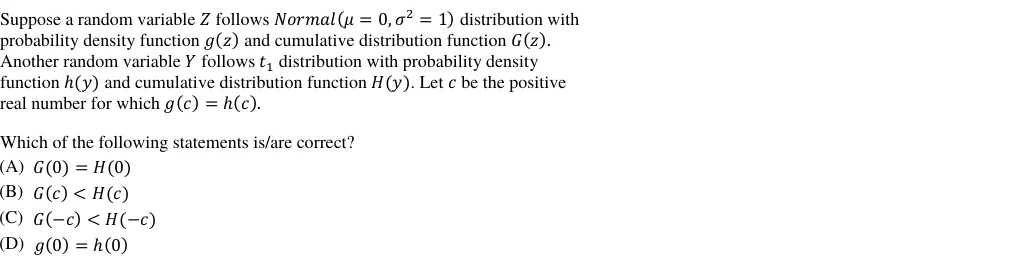 Suppose a random variable Z follows Normal(μ = 0, σ² = 1) distribution with
probability density function g(z) and cumulative distribution function G(z).
Another random variable Y follows t₁ distribution with probability density
function h(y) and cumulative distribution function H(y). Let c be the positive
real number for which g(c) = h(c).
Which of the following statements is/are correct?
(A) G(0) = H(0)
(B) G(c) < H(c)
(C) G(−c) < H(−c)
(D) g(0) = h(0)